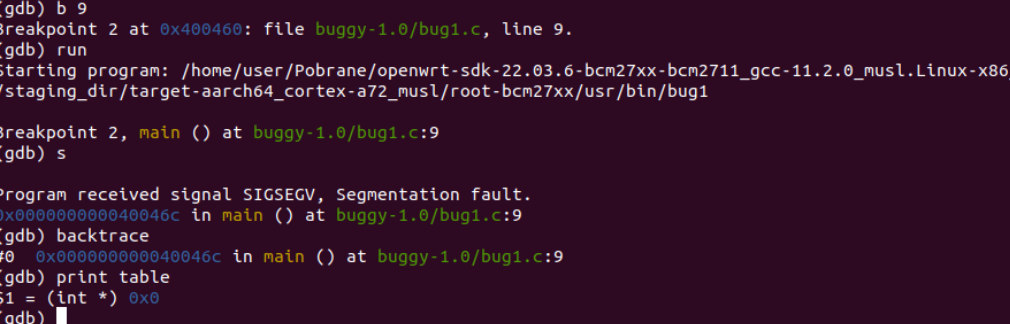 (gdb) b 9
Breakpoint 2 at 0x400460: file buggy-1.0/bug1.c, line 9.
(gdb) run
Starting program: /home/user/Pobrane/openwrt-sdk-22.03.6-bcm27xx-bcm2711_gcc-11.2.0_musl.Linux-x86_
/staging_dir/target-aarch64_cortex-a72_musl/root-bcm27xx/usr/bin/bug1
Breakpoint 2, main () at buggy-1.0/bug1.c:9
(gdb) s
Program received signal SIGSEGV, Segmentation fault.
0x000000000040046c in main () at buggy-1.0/bug1.c:9
(gdb) backtrace
#0 0x000000000040046c in main () at buggy-1.0/bug1.c:9
(gdb) print table
$1 = (int *) 0x0
(gdb)